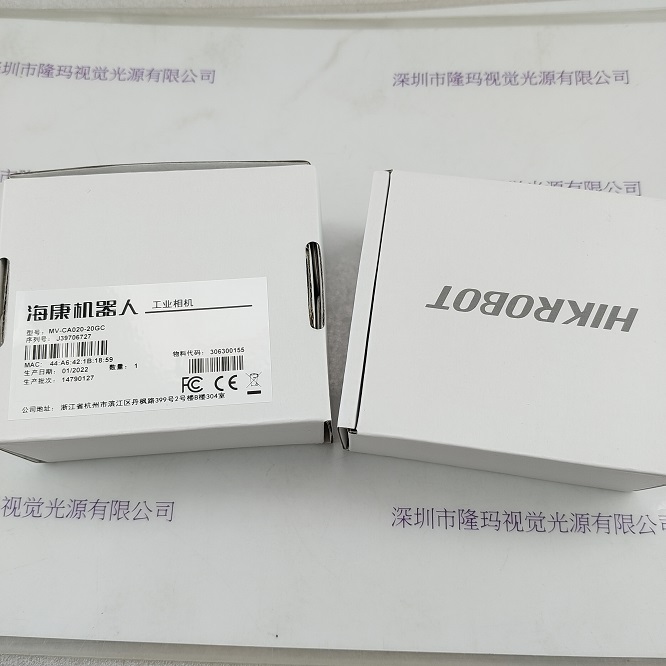 深圳市隆玛视觉光源有限公司
深圳市隆玛视觉光源有限公司
海康机器人 工业相机
型号: MV-CA020-20GC
序列号: J39706727
MAC: 44:A6:42:1B:18:59
物料代码: 306300155
生产日期: 01/2022 数量: 1
生产批次: 14790127
FC CE
公司地址: 浙江省杭州市滨江区丹枫路399号2号楼B楼304室
HIKROBOT
视觉光源有限公司
深圳市隆玛视觉光源有限公司